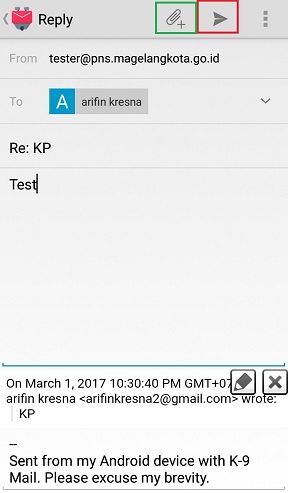 Reply
From tester@pns.magelangkota.go.id
To A arifin kresna
Re: KP
Test
On March 1, 2017 10:30:40 PM GMT+07
arifin kresna <arifinkresna2@gmail.com> wrote:
KP
--
Sent from my Android device with K-9
Mail. Please excuse my brevity.